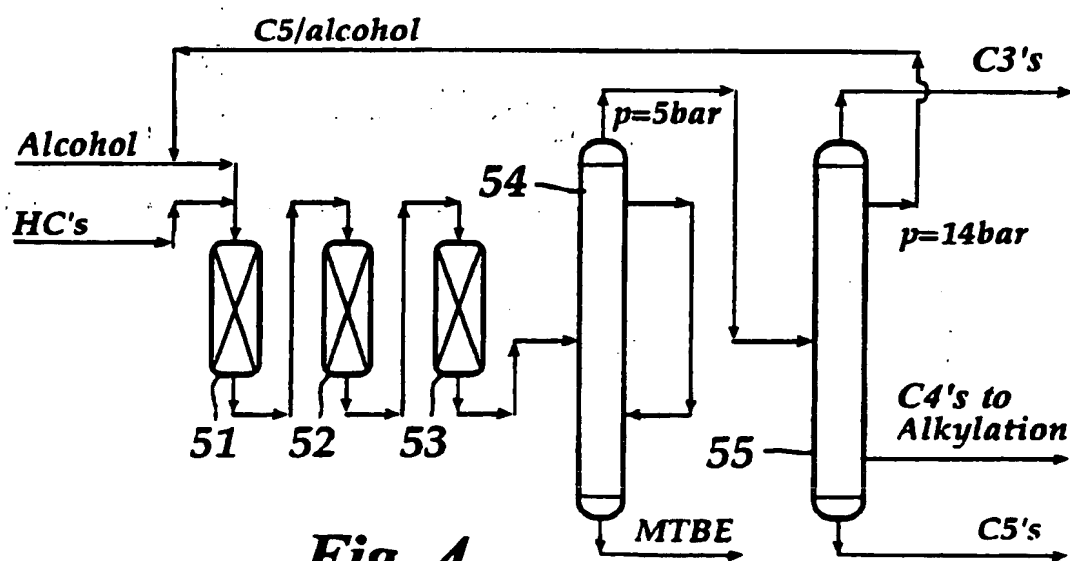 C5/alcohol
C3's
p=5bar
Alcohol
54
HC's
p=14bar
C4's to
Alkylation
51
52
53
55
MTBE
C5's
Fig. 4